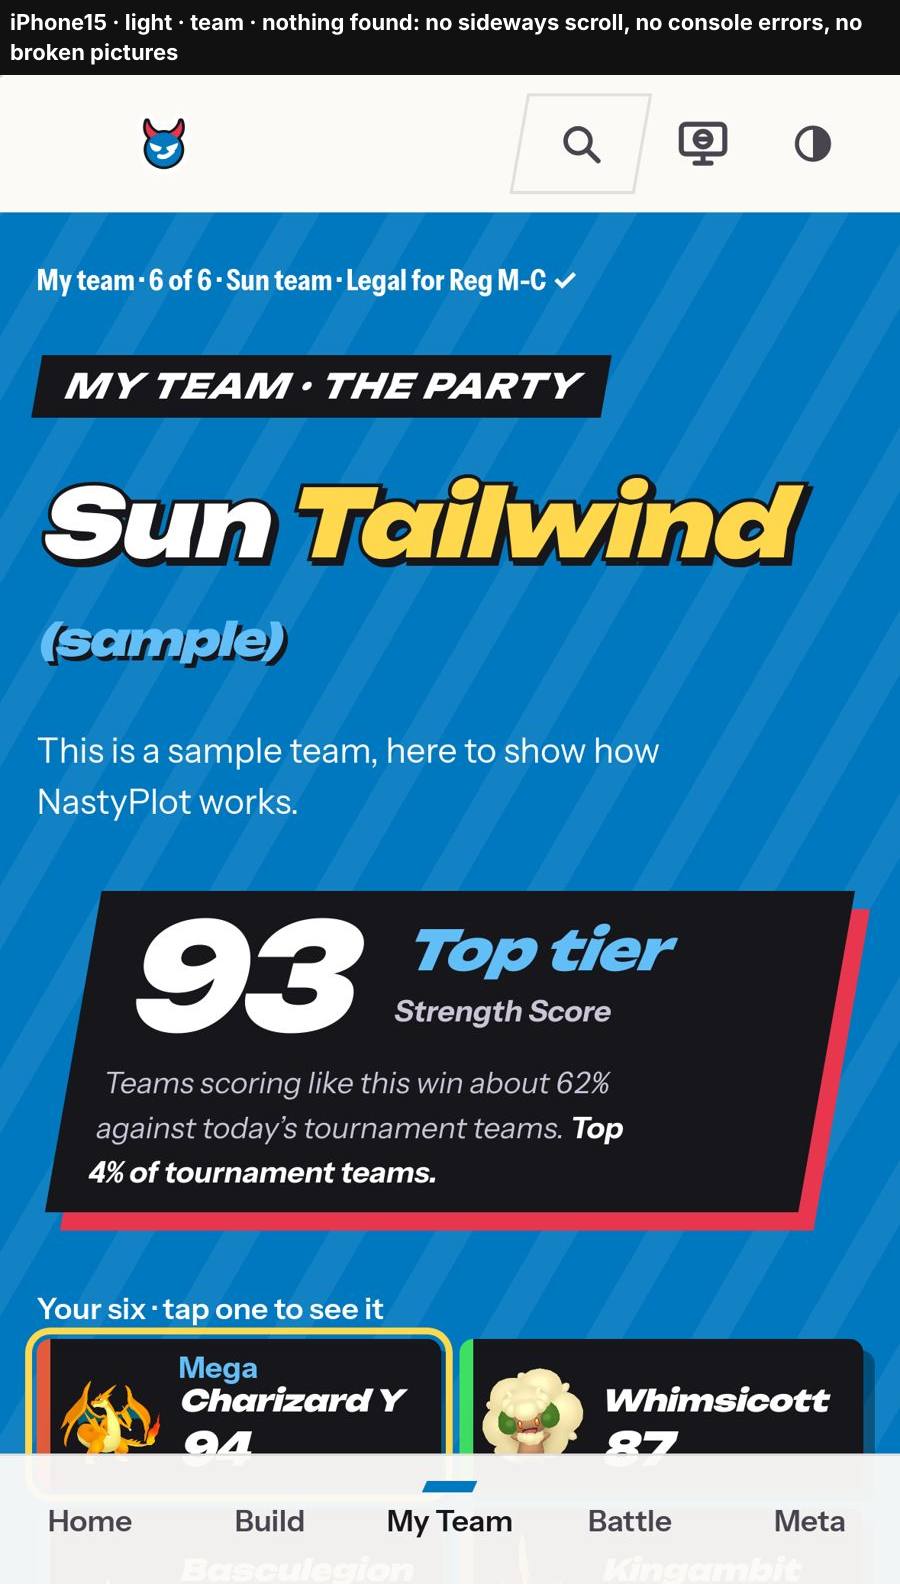 iPhone15 · light · team · nothing found: no sideways scroll, no console errors, no
broken pictures
My team · 6 of 6 · Sun team · Legal for Reg M-C ✓
MY TEAM · THE PARTY
Sun Tailwind
(sample)
This is a sample team, here to show how
NastyPlot works.
93
Top tier
Strength Score
Teams scoring like this win about 62%
against today’s tournament teams. Top
4% of tournament teams.
Your six · tap one to see it
Mega
Charizard Y
94
Whimsicott
87
Home
Build
My Team
Battle
Meta
Basculegion
Kingambit